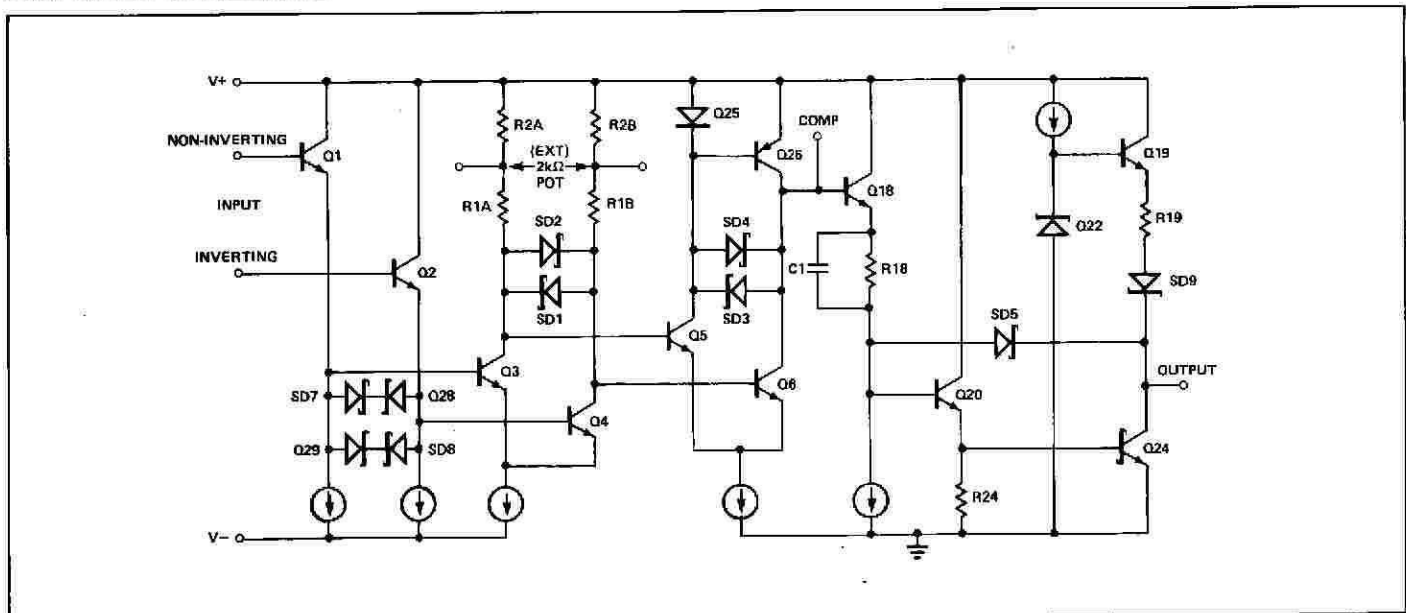 V+
NON-INVERTING
Q1
INPUT
INVERTING
Q2
R2A
R2B
(EXT)
2kΩ
POT
R1A
R1B
SD2
SD1
Q3
SD7
Q28
Q4
Q29
SD8
V–
Q25
Q26
COMP
SD4
SD3
Q5
Q6
Q18
C1
R18
SD5
Q20
R24
Q22
Q19
R19
SD9
OUTPUT
Q24